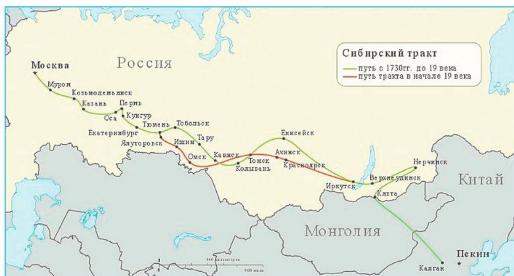 Сибирский тракт
путь с 1730гг. до 19 века
путь тракта в начале 19 века
Россия
Москва
Муром
Козьмодемьянск
Казань
Оса
Пермь
Кунгур
Екатеринбург
Тюмень
Тобольск
Ялуторовск
Ишим
Тару
Омск
Каинск
Колывань
Томск
Енисейск
Ачинск
Красноярск
Иркутск
Верхнеудинск
Нерчинск
Кяхта
Китай
Монголия
Пекин
Калган